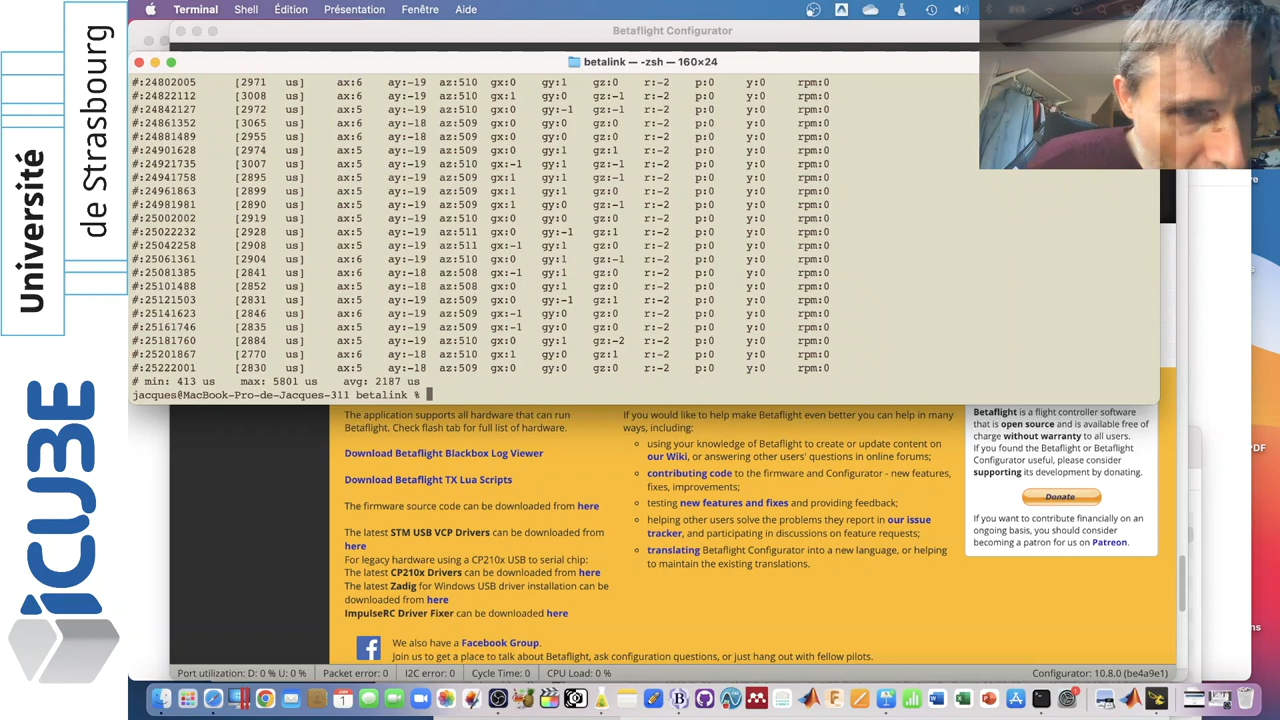 Université
de Strasbourg
iCUBE
Terminal Shell Édition Présentation Fenêtre Aide
Betaflight Configurator
betalink — -zsh — 160×24
#:24802005 [2971 us] ax:6 ay:-19 az:510 gx:0 gy:1 gz:0 r:-2 p:0 y:0 rpm:0
#:24822112 [3008 us] ax:6 ay:-19 az:510 gx:1 gy:0 gz:-1 r:-2 p:0 y:0 rpm:0
#:24842127 [2972 us] ax:5 ay:-19 az:510 gx:0 gy:-1 gz:-1 r:-2 p:0 y:0 rpm:0
#:24861352 [3065 us] ax:5 ay:-18 az:509 gx:0 gy:0 gz:0 r:-2 p:0 y:0 rpm:0
#:24881489 [2955 us] ax:6 ay:-18 az:509 gx:0 gy:0 gz:0 r:-2 p:0 y:0 rpm:0
#:24901628 [2974 us] ax:5 ay:-19 az:509 gx:0 gy:0 gz:1 r:-2 p:0 y:0 rpm:0
#:24921735 [3007 us] ax:5 ay:-19 az:510 gx:-1 gy:0 gz:-1 r:-2 p:0 y:0 rpm:0
#:24941758 [2895 us] ax:5 ay:-19 az:509 gx:1 gy:0 gz:-1 r:-2 p:0 y:0 rpm:0
#:24961863 [2899 us] ax:5 ay:-19 az:509 gx:1 gy:0 gz:0 r:-2 p:0 y:0 rpm:0
#:24981981 [2890 us] ax:5 ay:-19 az:509 gx:1 gy:0 gz:-1 r:-2 p:0 y:0 rpm:0
#:25002002 [2919 us] ax:5 ay:-19 az:510 gx:0 gy:0 gz:0 r:-2 p:0 y:0 rpm:0
#:25022232 [2928 us] ax:5 ay:-19 az:511 gx:0 gy:-1 gz:1 r:-2 p:0 y:0 rpm:0
#:25042258 [2908 us] ax:5 ay:-19 az:511 gx:-1 gy:1 gz:0 r:-2 p:0 y:0 rpm:0
#:25061361 [2904 us] ax:6 ay:-19 az:510 gx:0 gy:0 gz:-1 r:-2 p:0 y:0 rpm:0
#:25081385 [2841 us] ax:6 ay:-18 az:508 gx:-1 gy:1 gz:0 r:-2 p:0 y:0 rpm:0
#:25101488 [2852 us] ax:5 ay:-18 az:508 gx:0 gy:1 gz:0 r:-2 p:0 y:0 rpm:0
#:25121503 [2831 us] ax:5 ay:-19 az:509 gx:0 gy:-1 gz:1 r:-2 p:0 y:0 rpm:0
#:25141623 [2846 us] ax:5 ay:-19 az:509 gx:-1 gy:0 gz:0 r:-2 p:0 y:0 rpm:0
#:25161746 [2835 us] ax:5 ay:-19 az:509 gx:-1 gy:0 gz:0 r:-2 p:0 y:0 rpm:0
#:25181760 [2884 us] ax:5 ay:-19 az:510 gx:0 gy:1 gz:-2 r:-2 p:0 y:0 rpm:0
#:25201867 [2770 us] ax:6 ay:-18 az:510 gx:1 gy:0 gz:1 r:-2 p:0 y:0 rpm:0
#:25222001 [2830 us] ax:5 ay:-19 az:509 gx:0 gy:0 gz:0 r:-2 p:0 y:0 rpm:0
# min: 413 us max: 5801 us avg: 2187 us
jacques@MacBook-Pro-de-Jacques-311 betalink %
The application supports all hardware that can run
Betaflight. Check flash tab for full list of hardware.
Download Betaflight Blackbox Log Viewer
Download Betaflight TX Lua Scripts
The firmware source code can be downloaded from here
The latest STM USB VCP Drivers can be downloaded from
here
For legacy hardware using a CP210x USB to serial chip:
The latest CP210x Drivers can be downloaded from here
The latest Zadig for Windows USB driver installation can be
downloaded from here
ImpulseRC Driver Fixer can be downloaded here
If you would like to help make Betaflight even better you can help in many
ways, including:
using your knowledge of Betaflight to create or update content on
our Wiki, or answering other users' questions in online forums;
contributing code to the firmware and Configurator - new features,
fixes, improvements;
testing new features and fixes and providing feedback;
helping other users solve the problems they report in our issue
tracker, and participating in discussions on feature requests;
translating Betaflight Configurator into a new language, or helping
to maintain the existing translations.
Betaflight is a flight controller software
that is open source and is available free of
charge without warranty to all users.
If you found the Betaflight or Betaflight
Configurator useful, please consider
supporting its development by donating.
Donate
If you want to contribute financially on an
ongoing basis, you should consider
becoming a patron for us on Patreon.
We also have a Facebook Group.
Join us to get a place to talk about Betaflight, ask configuration questions, or just hang out with fellow pilots.
Port utilization: D: 0 % U: 0 % Packet error: 0 I2C error: 0 Cycle Time: 0 CPU Load: 0 % Configurator: 10.8.0 (be4a9e1)